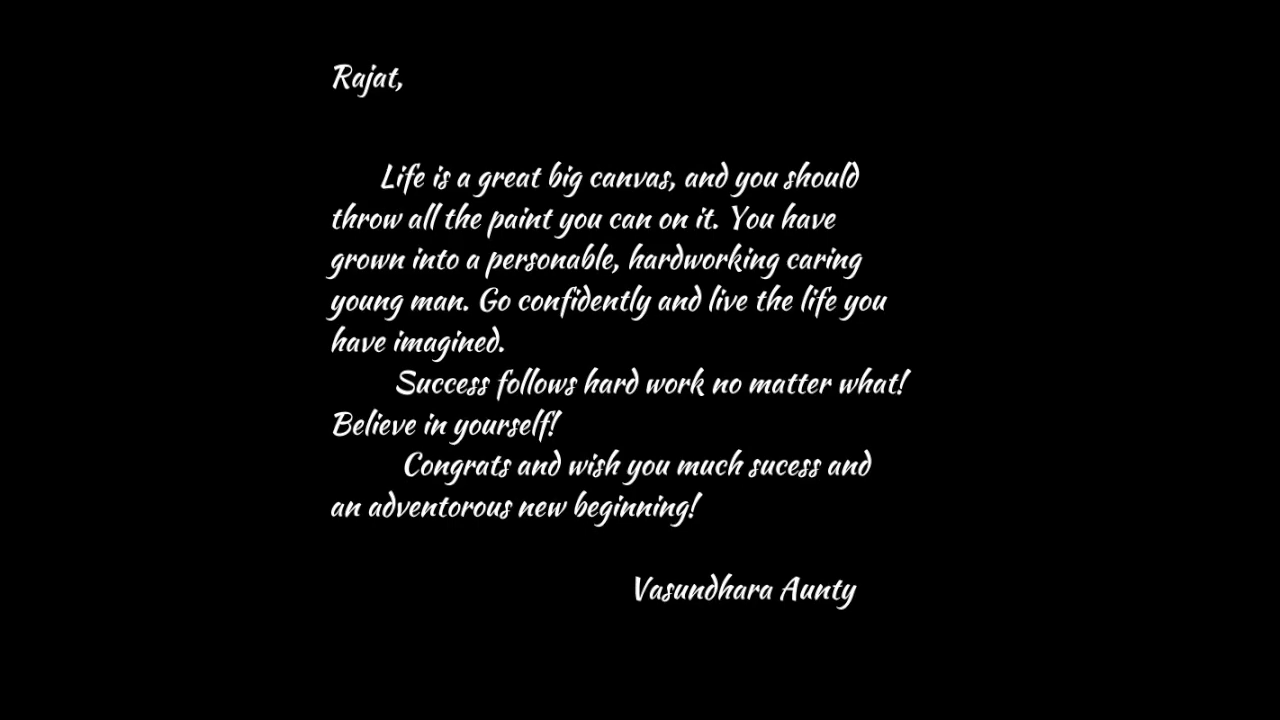 Rajat,
Life is a great big canvas, and you should
throw all the paint you can on it. You have
grown into a personable, hardworking caring
young man. Go confidently and live the life you
have imagined.
Success follows hard work no matter what!
Believe in yourself!
Congrats and wish you much sucess and
an adventorous new beginning!
Vasundhara Aunty